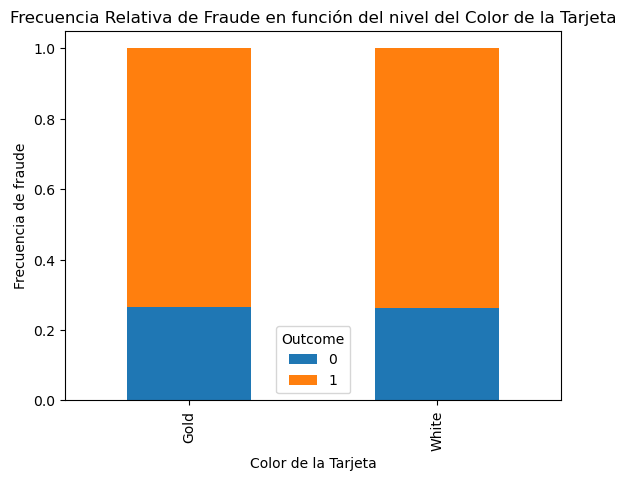 Frecuencia Relativa de Fraude en función del nivel del Color de la Tarjeta
Frecuencia de fraude
1.0
0.8
0.6
0.4
0.2
0.0
Outcome
0
1
Gold
White
Color de la Tarjeta